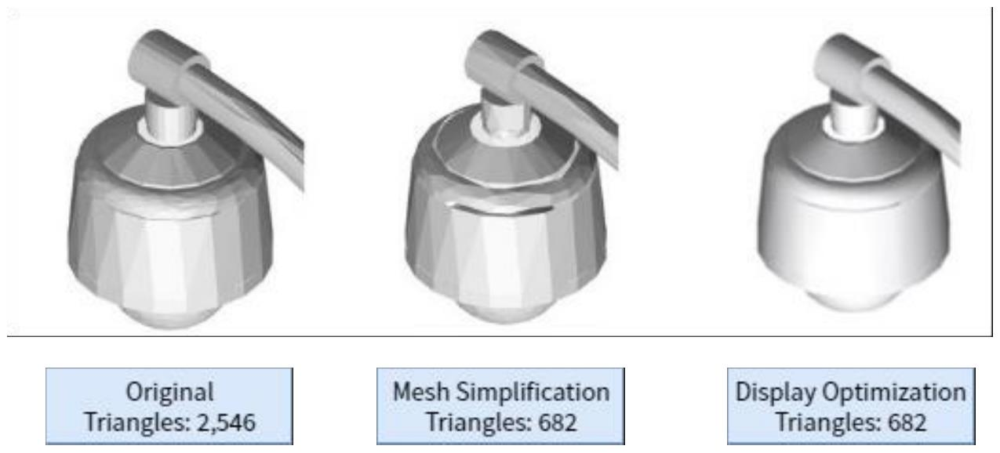 Original
Triangles: 2,546
Mesh Simplification
Triangles: 682
Display Optimization
Triangles: 682